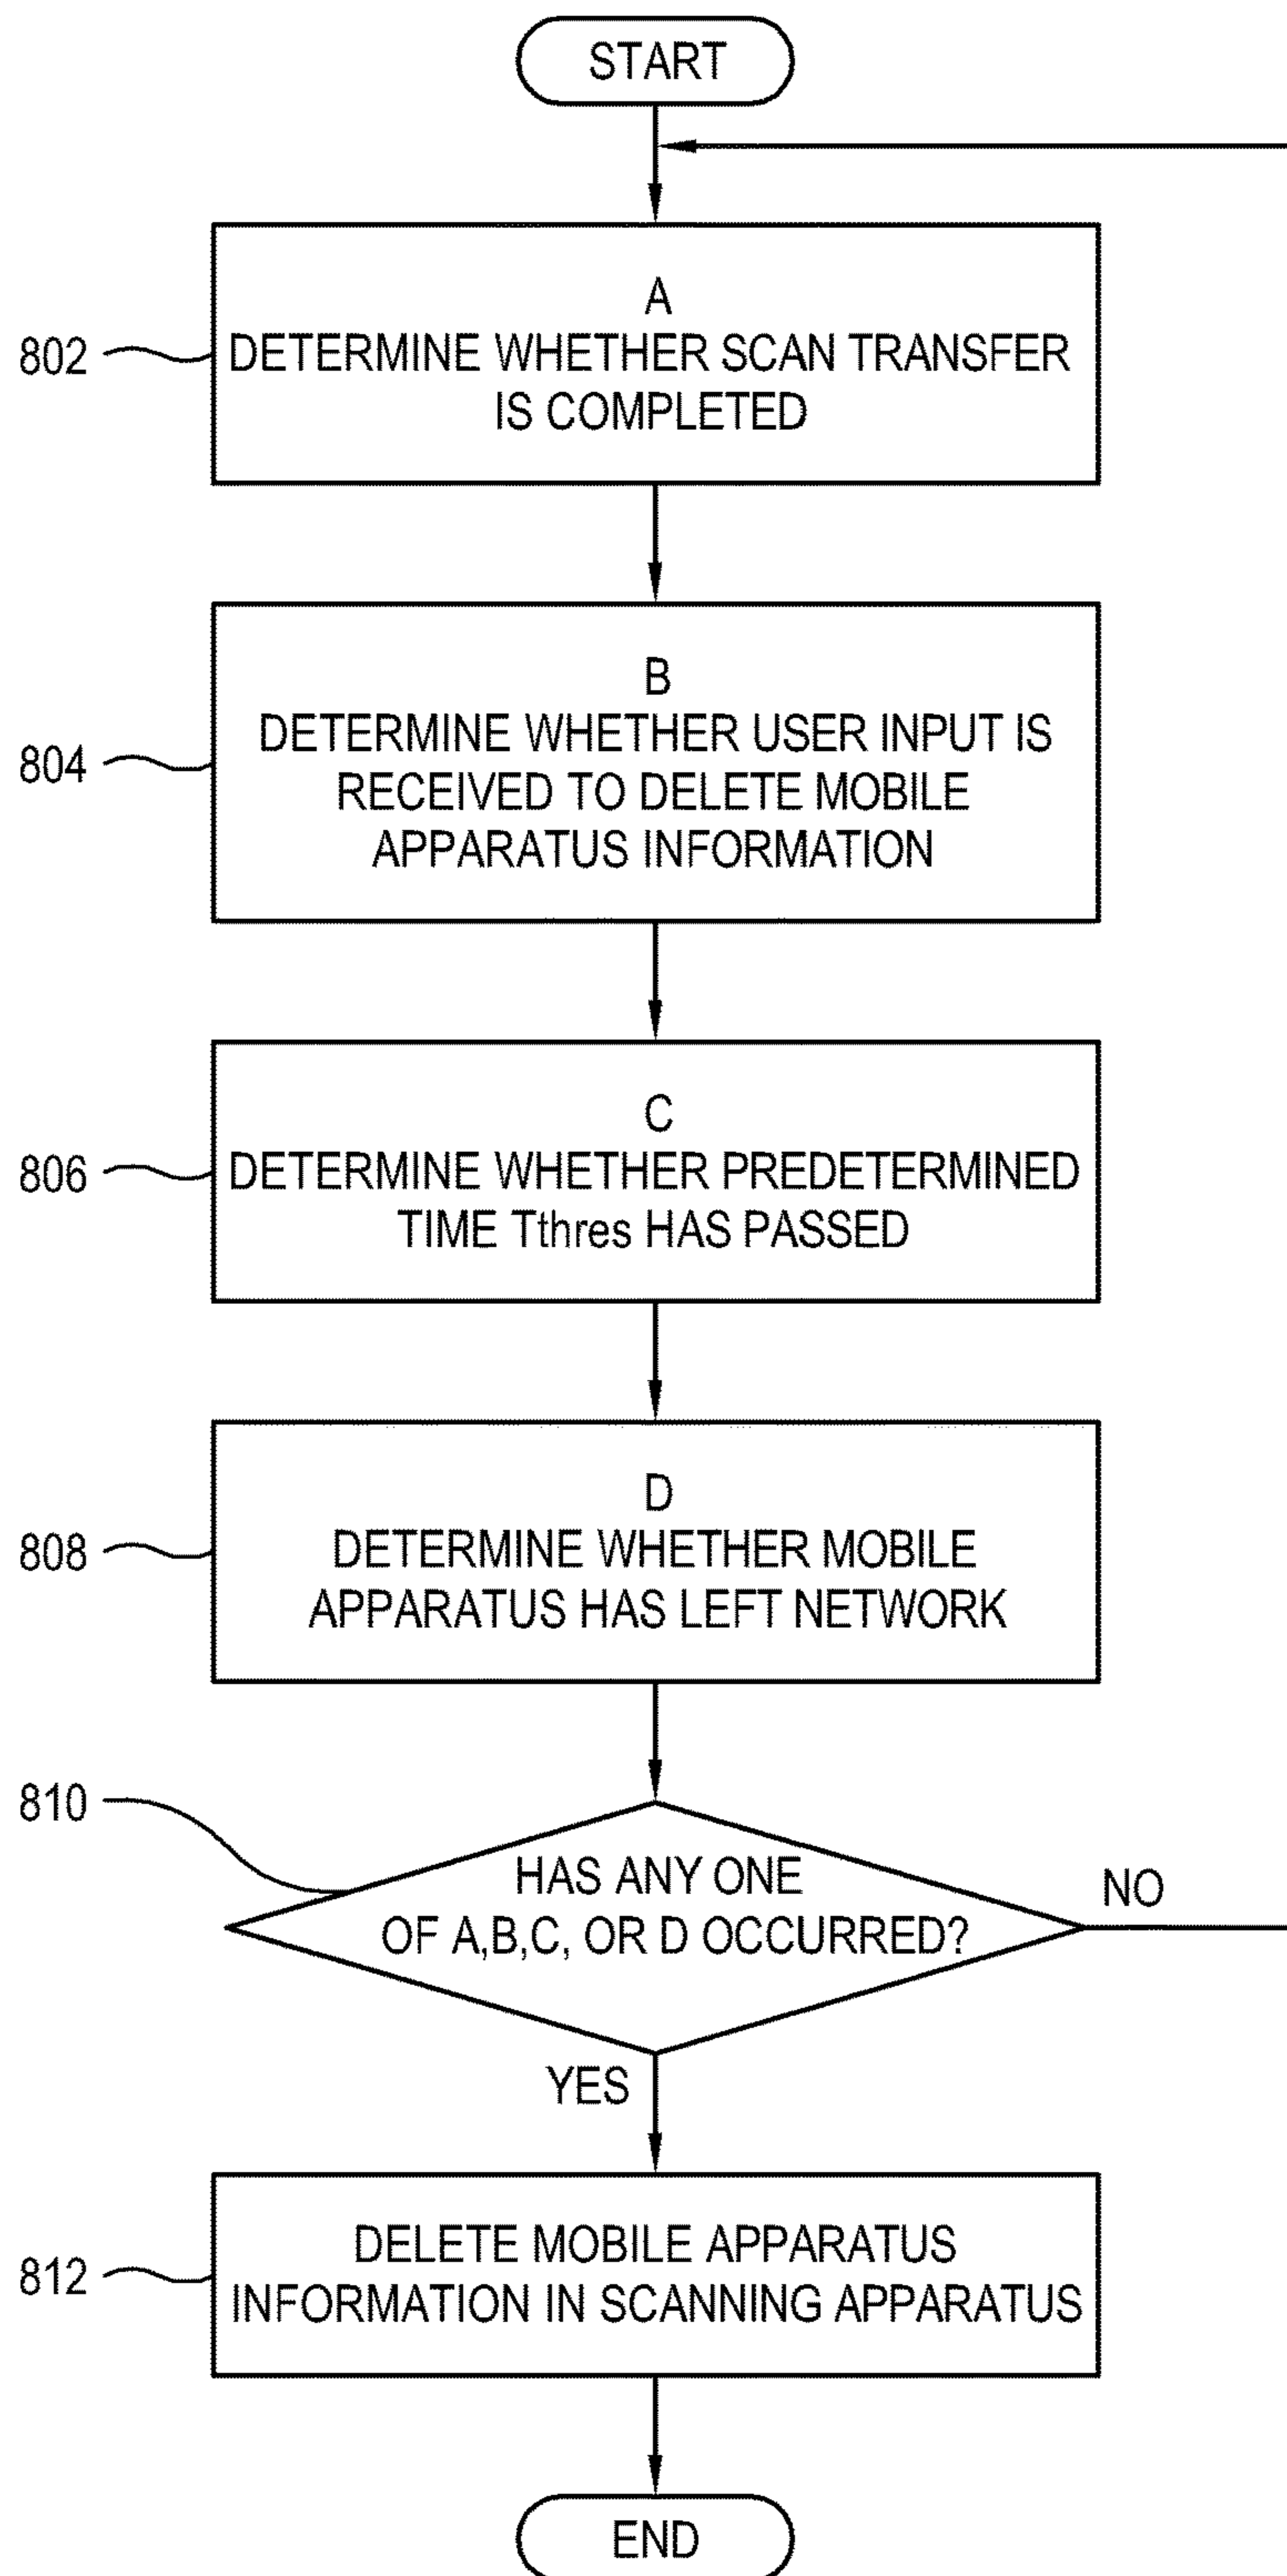 START
A
802
DETERMINE WHETHER SCAN TRANSFER
IS COMPLETED
B
804
DETERMINE WHETHER USER INPUT IS
RECEIVED TO DELETE MOBILE
APPARATUS INFORMATION
C
806
DETERMINE WHETHER PREDETERMINED
TIME Tthres HAS PASSED
D
808
DETERMINE WHETHER MOBILE
APPARATUS HAS LEFT NETWORK
810
HAS ANY ONE
OF A,B,C, OR D OCCURRED?
NO
YES
812
DELETE MOBILE APPARATUS
INFORMATION IN SCANNING APPARATUS
END